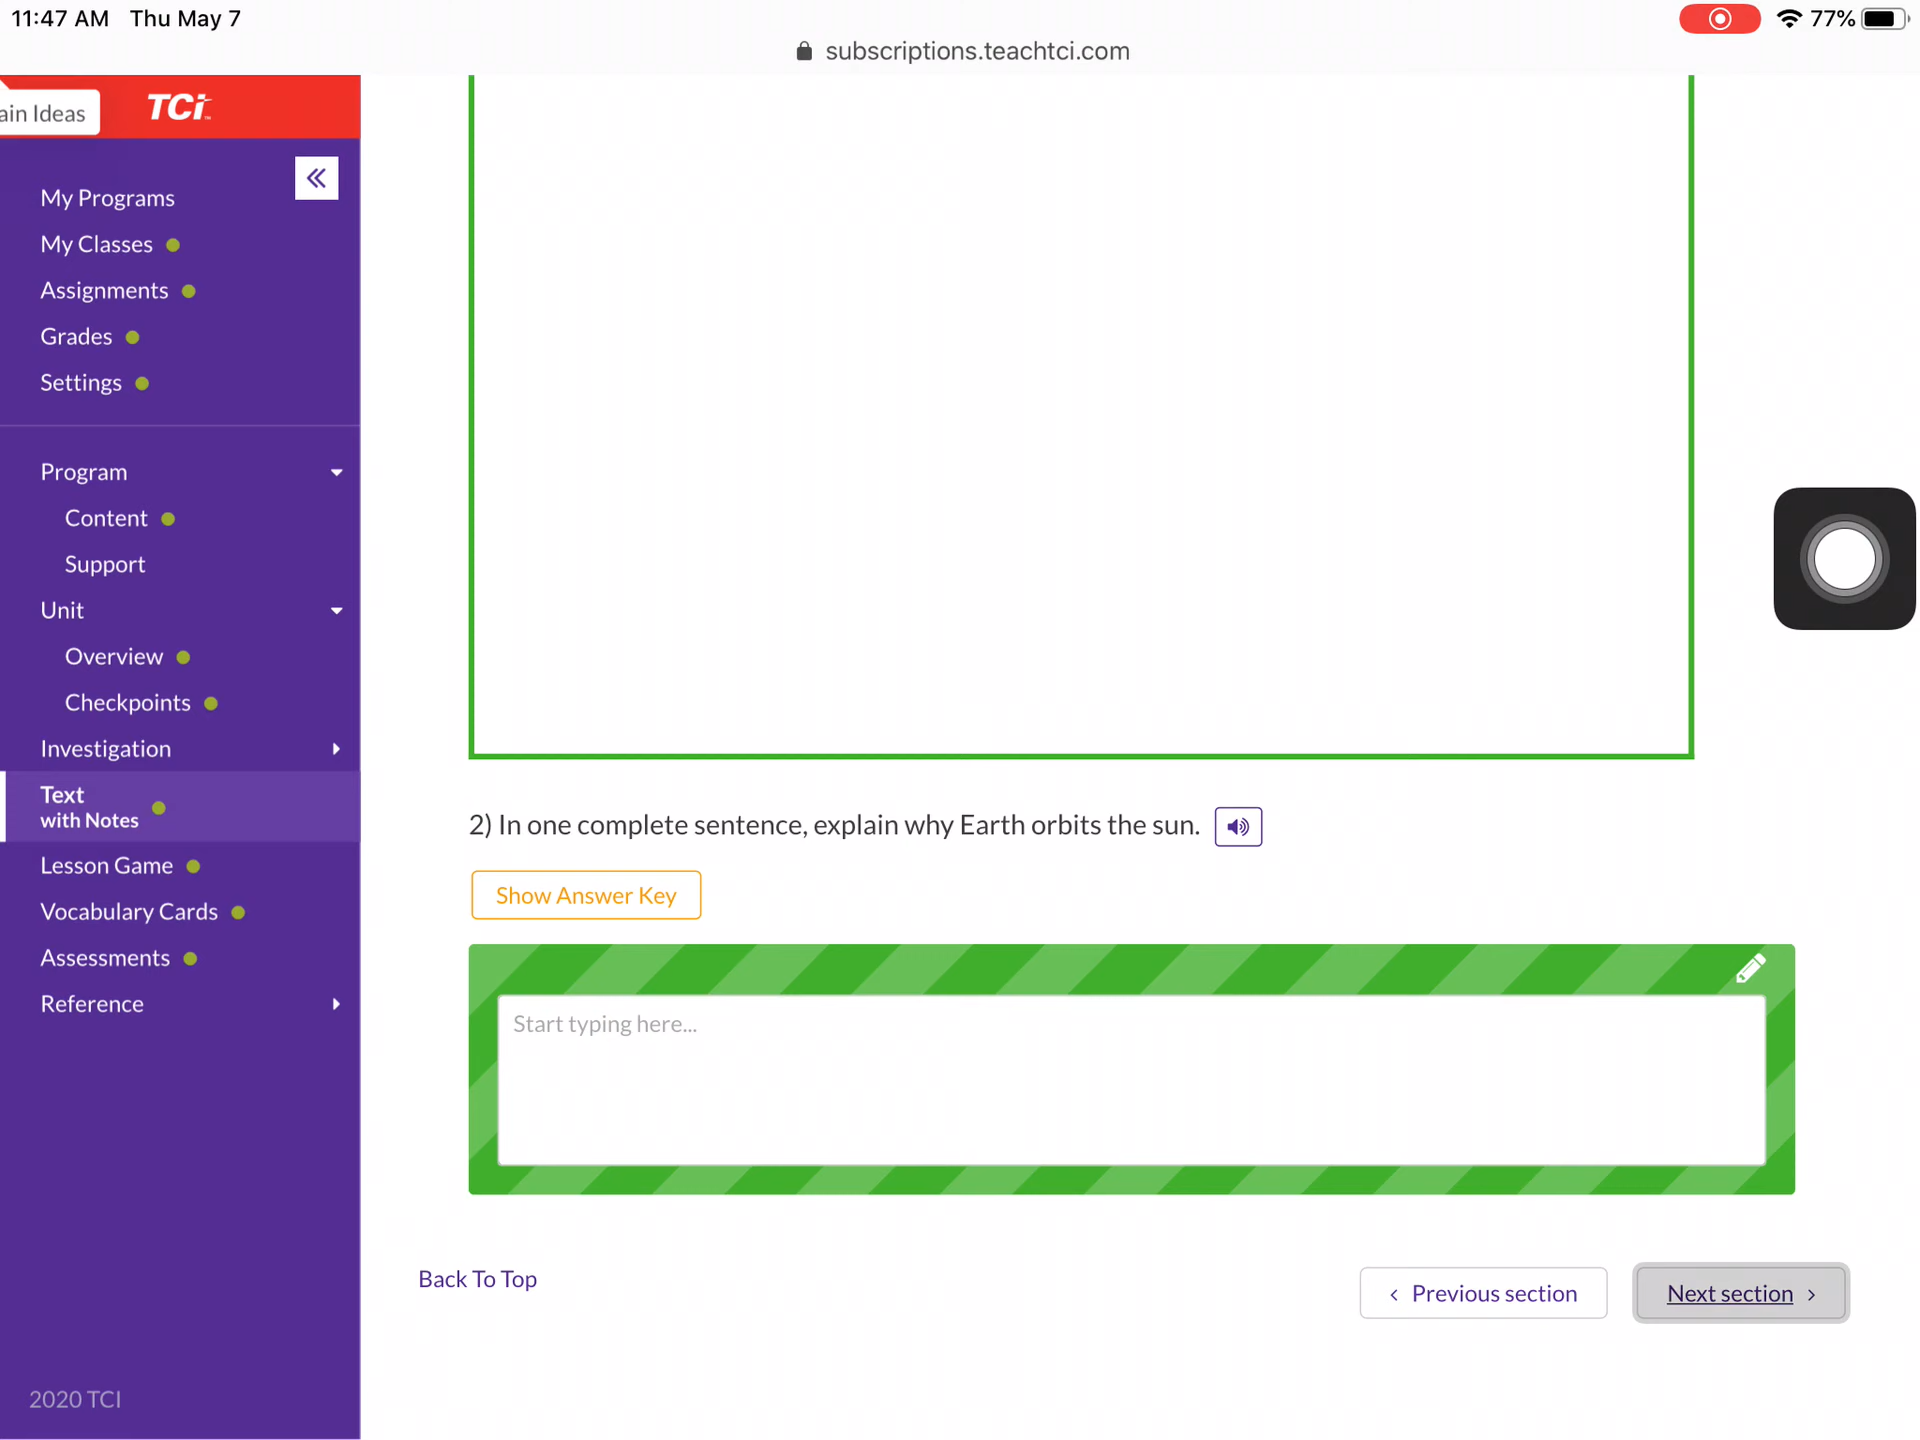 11:47 AM Thu May 7
77%
subscriptions.teachtci.com
ain Ideas
TCi
My Programs
My Classes
Assignments
Grades
Settings
Program
Content
Support
Unit
Overview
Checkpoints
Investigation
Text
with Notes
Lesson Game
Vocabulary Cards
Assessments
Reference
2020 TCI
2) In one complete sentence, explain why Earth orbits the sun.
Show Answer Key
Start typing here...
Back To Top
Previous section
Next section